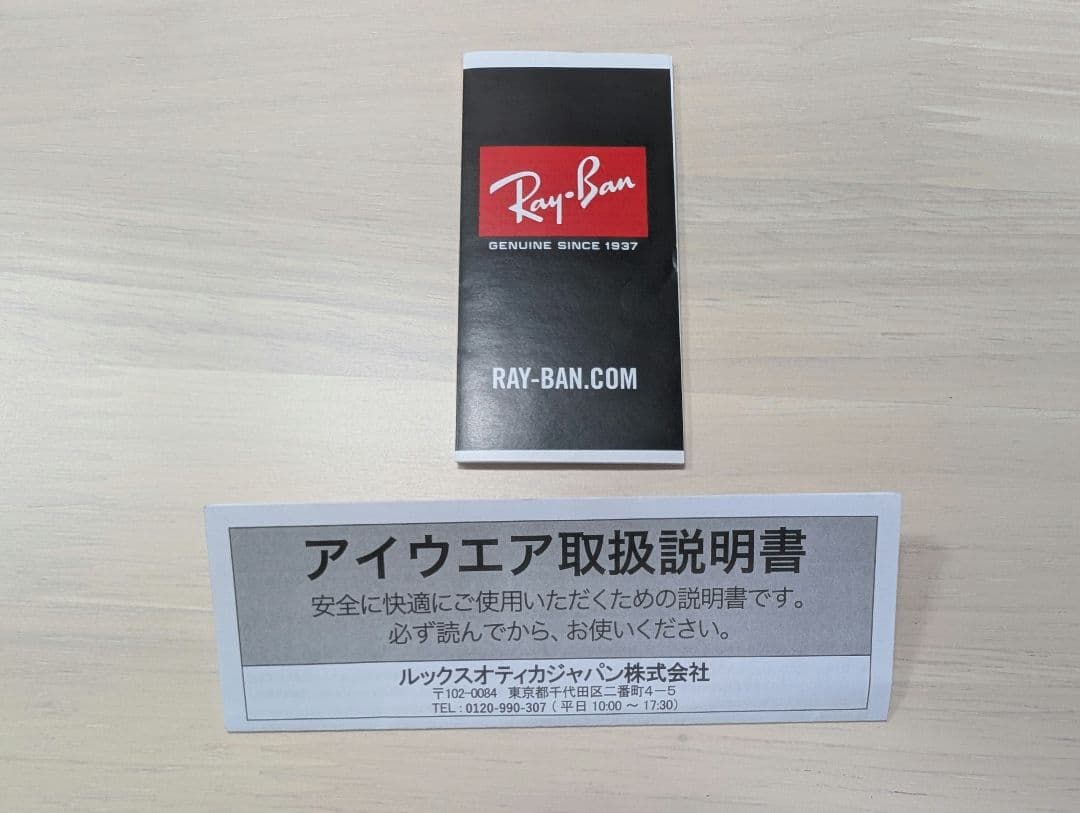 Ray-Ban
GENUINE SINCE 1937
RAY-BAN.COM
アイウエア取扱説明書
安全に快適にご使用いただくための説明書です。
必ず読んでから、お使いください。
ルックスオティカジャパン株式会社
〒102-0084 東京都千代田区二番町4-5
TEL : 0120-990-307 ( 平日 10:00 ～ 17:30)